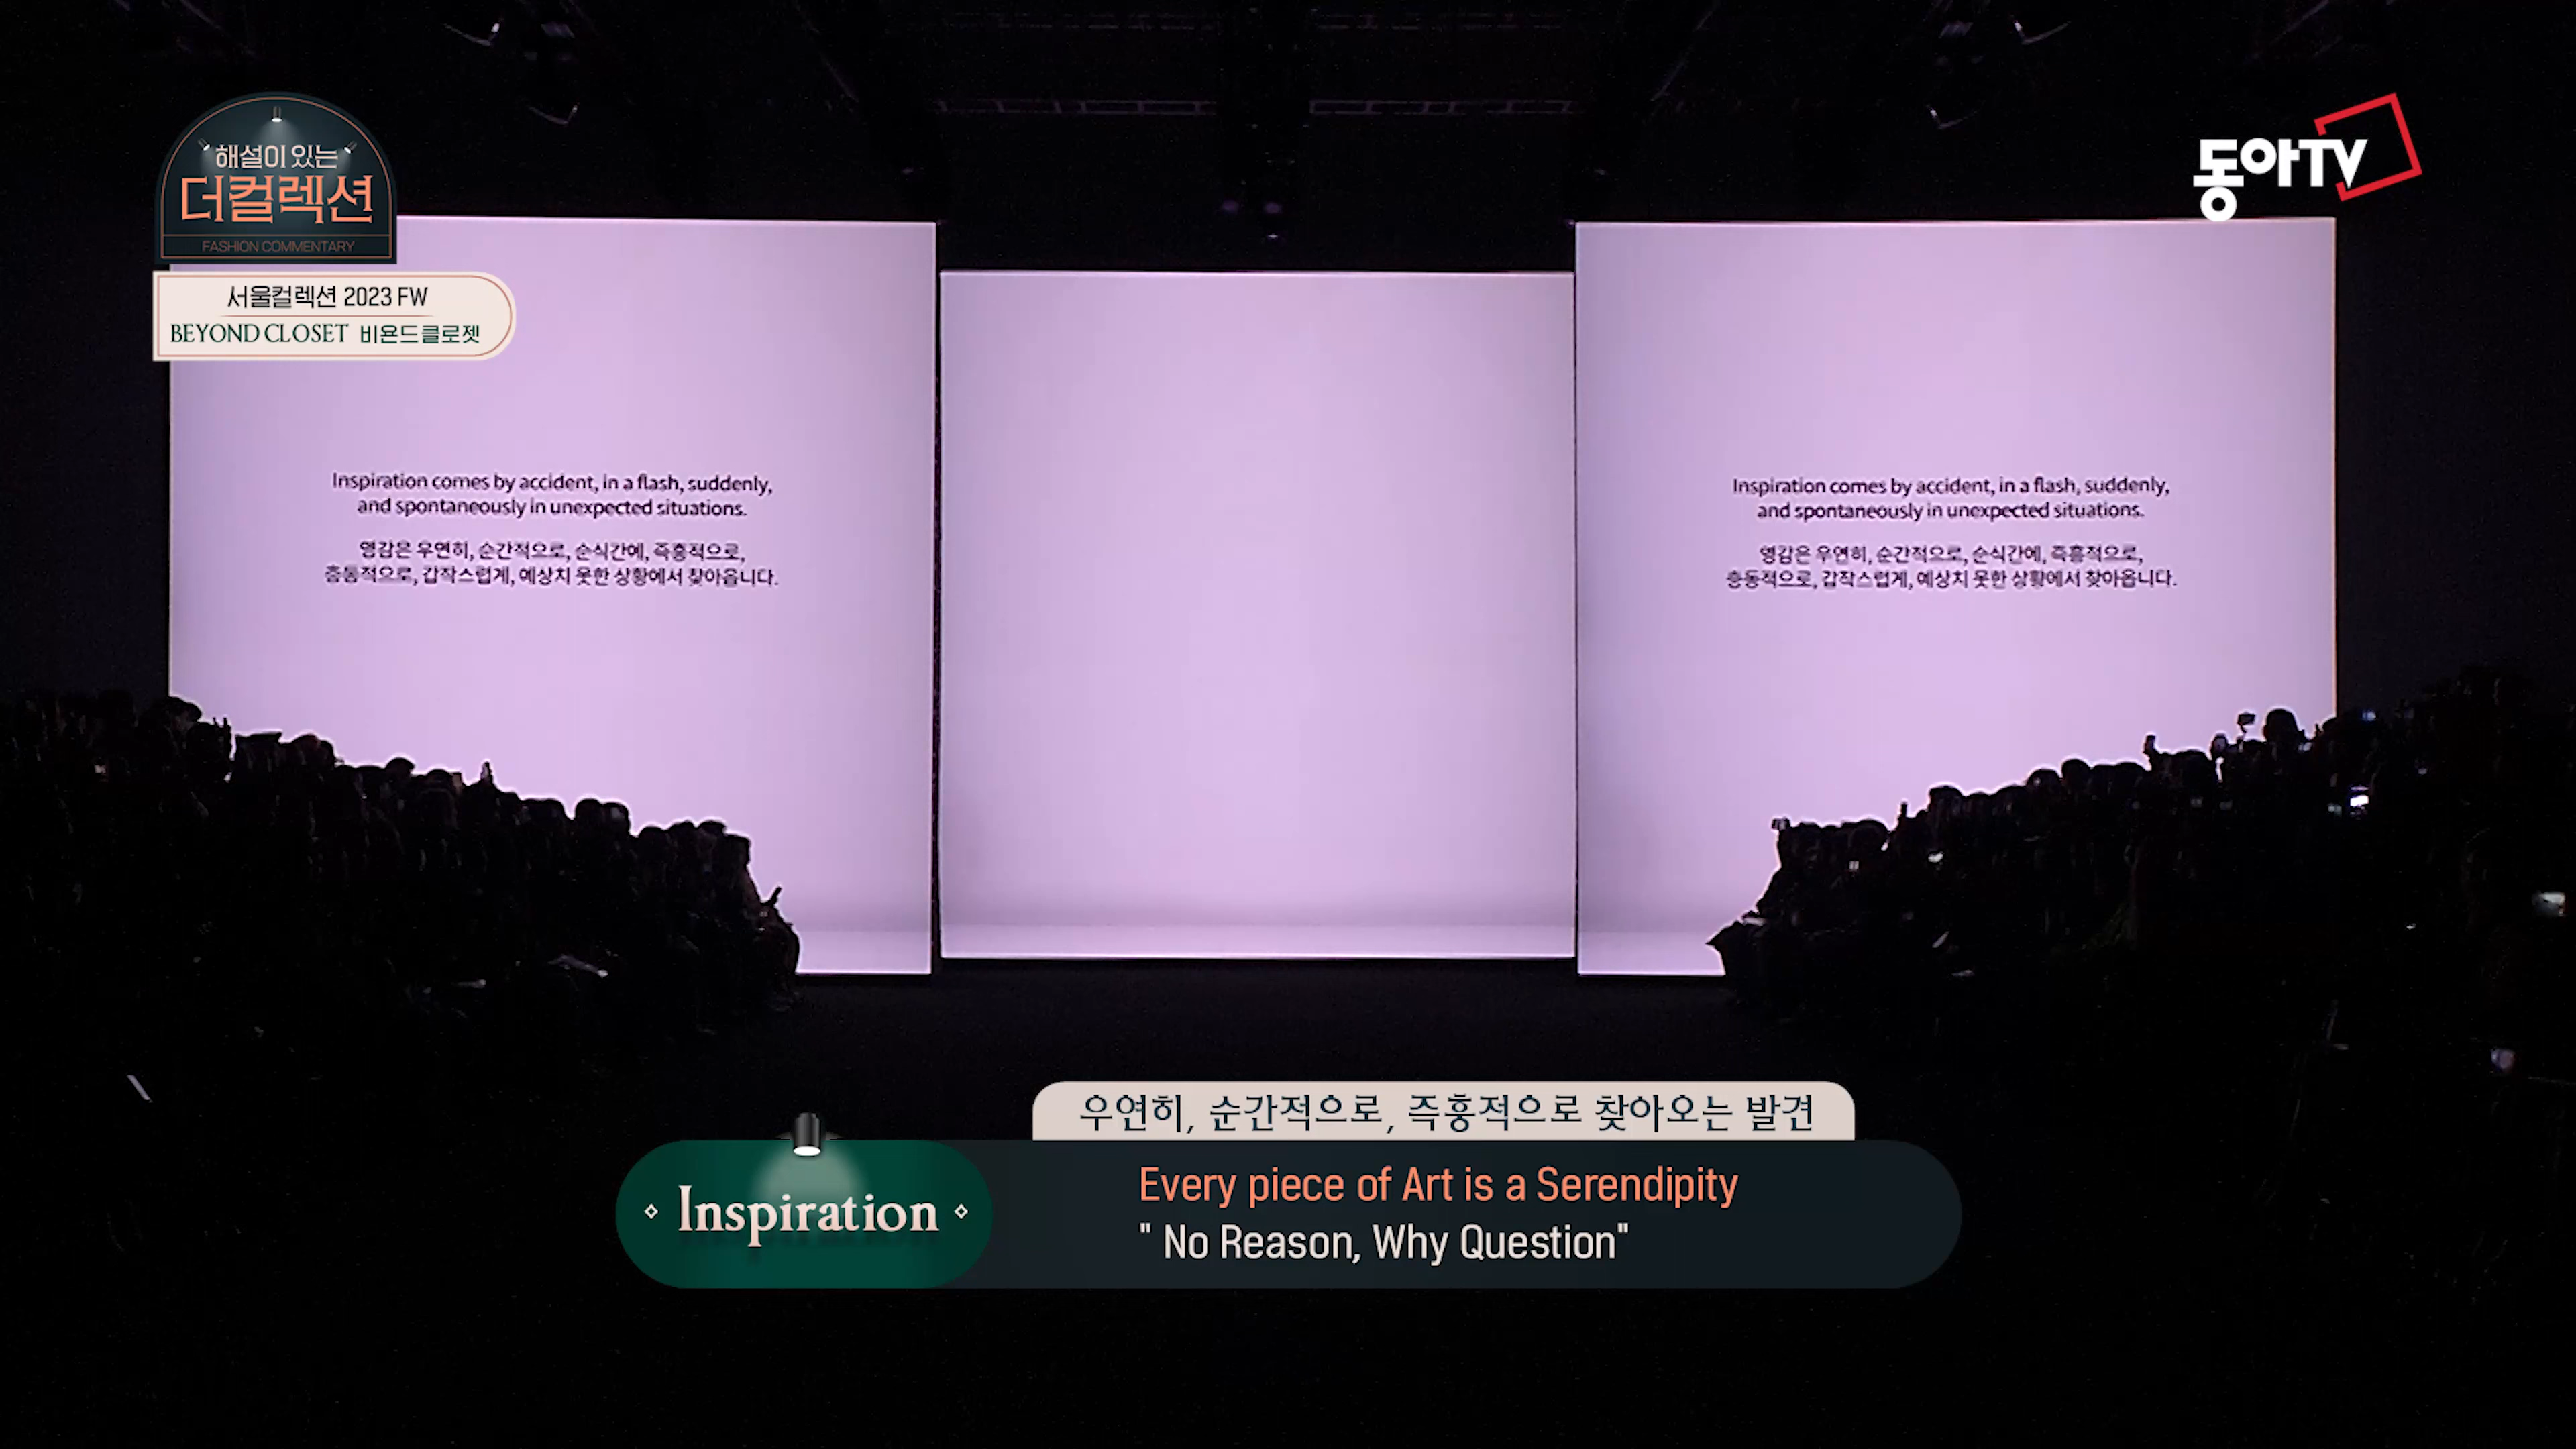 해설이 있는
더컬렉션
FASHION COMMENTARY
동아TV
서울컬렉션 2023 FW
BEYOND CLOSET 비욘드클로젯
Inspiration comes by accident, in a flash, suddenly,
and spontaneously in unexpected situations.
영감은 우연히, 순간적으로, 순식간에, 즉흥적으로,
충동적으로, 갑작스럽게, 예상치 못한 상황에서 찾아옵니다.
Inspiration comes by accident, in a flash, suddenly,
and spontaneously in unexpected situations.
영감은 우연히, 순간적으로, 순식간에, 즉흥적으로,
충동적으로, 갑작스럽게, 예상치 못한 상황에서 찾아옵니다.
우연히, 순간적으로, 즉흥적으로 찾아오는 발견
Inspiration
Every piece of Art is a Serendipity
" No Reason, Why Question"